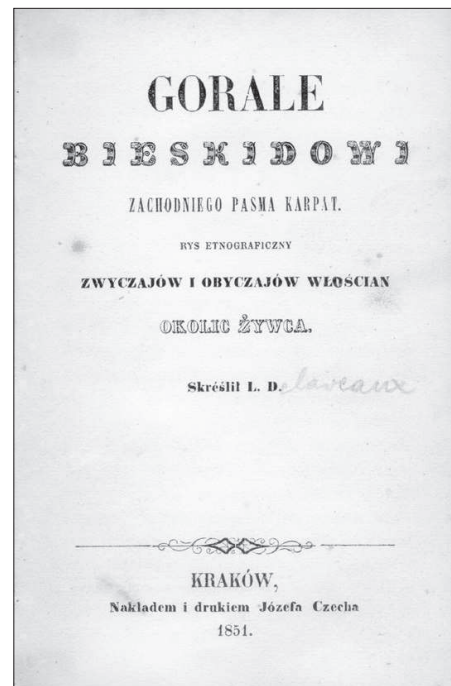 GORALE
BIESKIDOWI
ZACHODNIEGO PASMA KARPAT.
RYS ETNOGRAFICZNY
ZWYCZAJÓW I OBYCZAJÓW WŁOŚCIAN
OKOLIC ŻYWCA.
Skréślił L. D. elaveaux
KRAKÓW,
Nakładem i drukiem Józefa Czecha
1851.